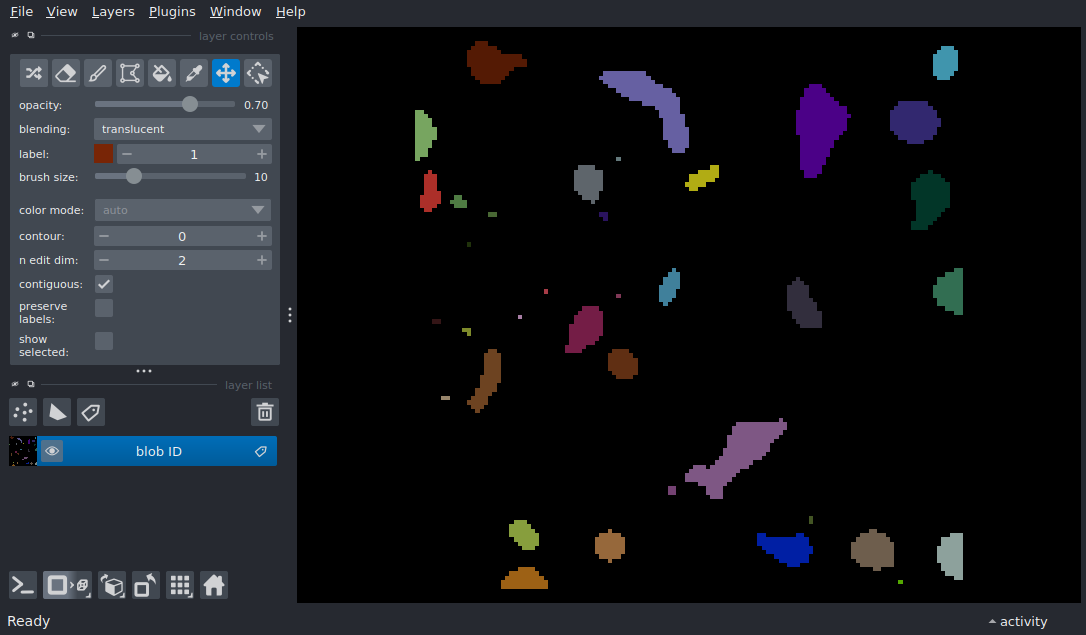 File View Layers Plugins Window Help
layer controls
opacity: 0.70
blending: translucent
label: 1
brush size: 10
color mode: auto
contour: 0
n edit dim: 2
contiguous:
preserve
labels:
show
selected:
layer list
blob ID
Ready
activity